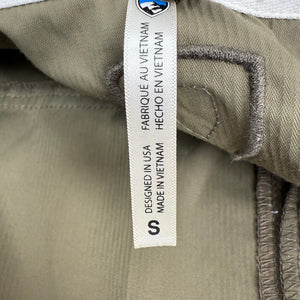 FABRIQUÉ AU VIETNAM
HECHO EN VIETNAM
DESIGNED IN USA
MADE IN VIETNAM
S